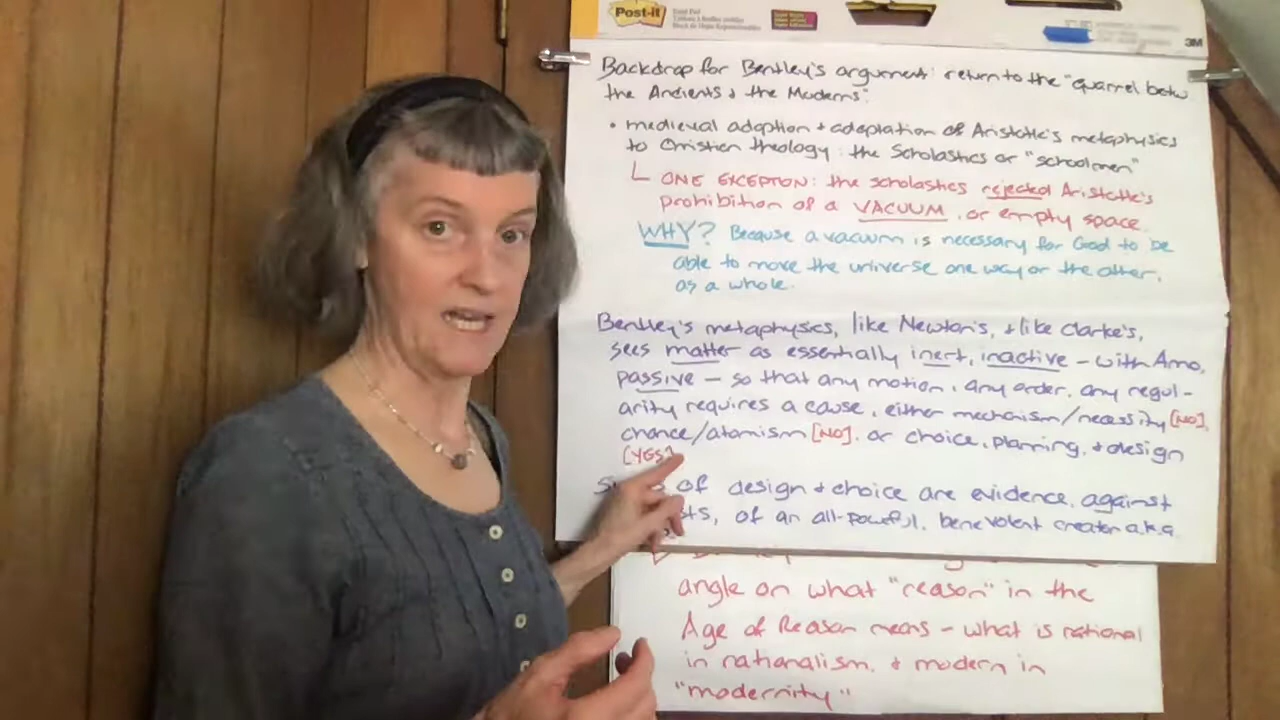 Post-it
3M
Backdrop for Bentley's argument: return to the "quarrel betw
the Ancients + the Moderns".
• medieval adoption + adaptation of Aristotle's metaphysics
to Christian theology: the Scholastics or "schoolmen"
ONE EXCEPTION: the scholastics rejected Aristotle's
prohibition of a VACUUM, or empty space.
WHY? Because a vacuum is necessary for God to be
able to move the universe one way or the other,
as a whole.
Bentley's metaphysics, like Newton's, + like Clarke's,
sees matter as essentially inert, inactive – with Amo,
passive – so that any motion, any order, any regul-
arity requires a cause, either mechanism/necessity [NO],
chance/atomism [NO], or choice, planning, + design
[YES]
of design + choice are evidence, against
of an all-powerful, benevolent creator a.k.a.
angle on what "reason" in the
Age of Reason means – what is rational
in rationalism, + modern in
"modernity"